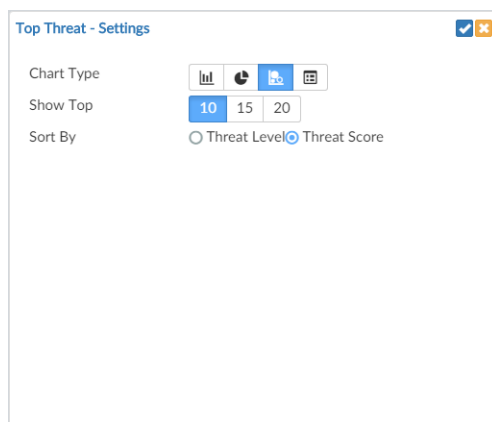 Top Threat - Settings
Chart Type
Show Top 10 15 20
Sort By Threat Level Threat Score